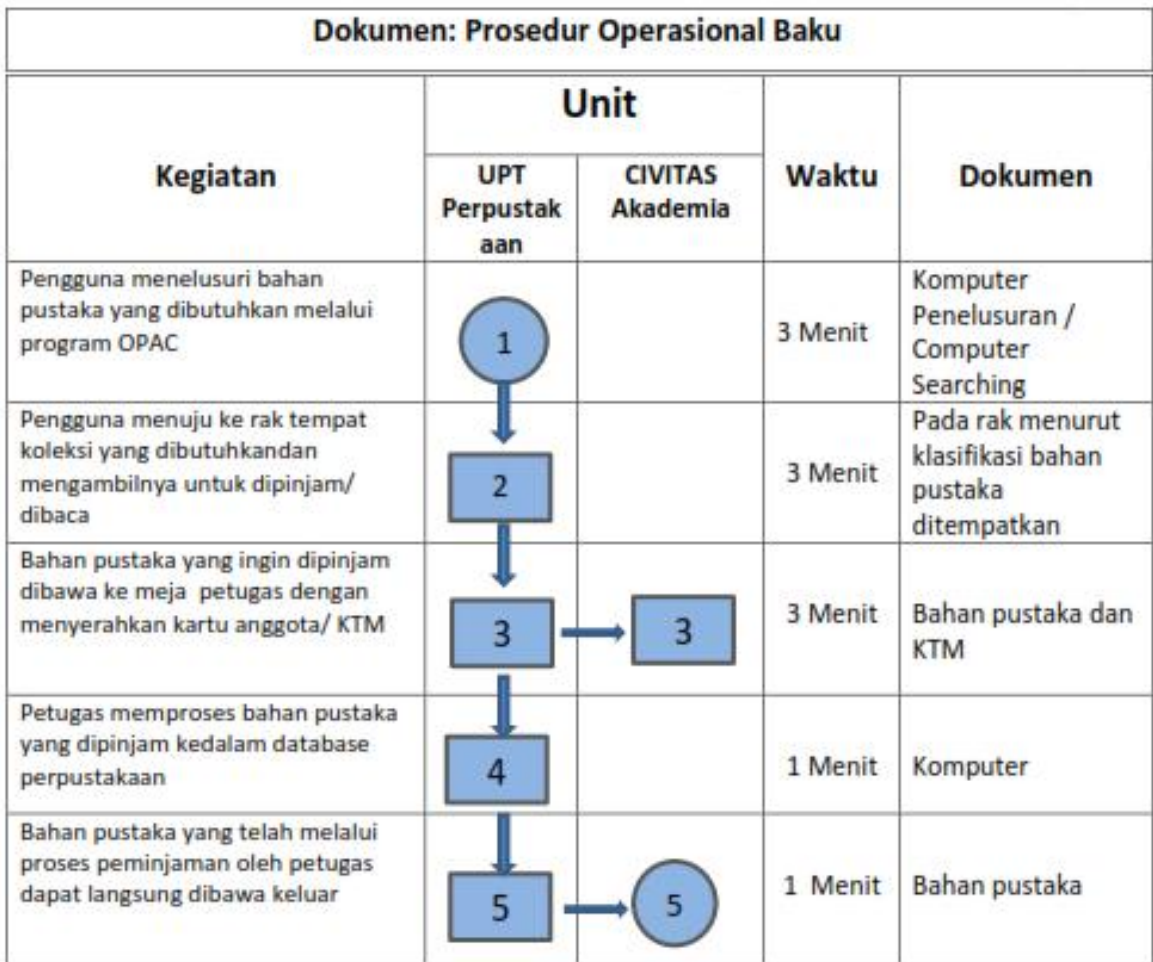 Dokumen: Prosedur Operasional Baku
Kegiatan
Unit
UPT
Perpustak
aan
CIVITAS
Akademia
Waktu
Dokumen
Pengguna menelusuri bahan
pustaka yang dibutuhkan melalui
program OPAC
1
3 Menit
Komputer
Penelusuran /
Computer
Searching
Pengguna menuju ke rak tempat
koleksi yang dibutuhkandan
mengambilnya untuk dipinjam/
dibaca
2
3 Menit
Pada rak menurut
klasifikasi bahan
pustaka
ditempatkan
Bahan pustaka yang ingin dipinjam
dibawa ke meja petugas dengan
menyerahkan kartu anggota/ KTM
3
3
3 Menit
Bahan pustaka dan
KTM
Petugas memproses bahan pustaka
yang dipinjam kedalam database
perpustakaan
4
1 Menit
Komputer
Bahan pustaka yang telah melalui
proses peminjaman oleh petugas
dapat langsung dibawa keluar
5
5
1 Menit
Bahan pustaka